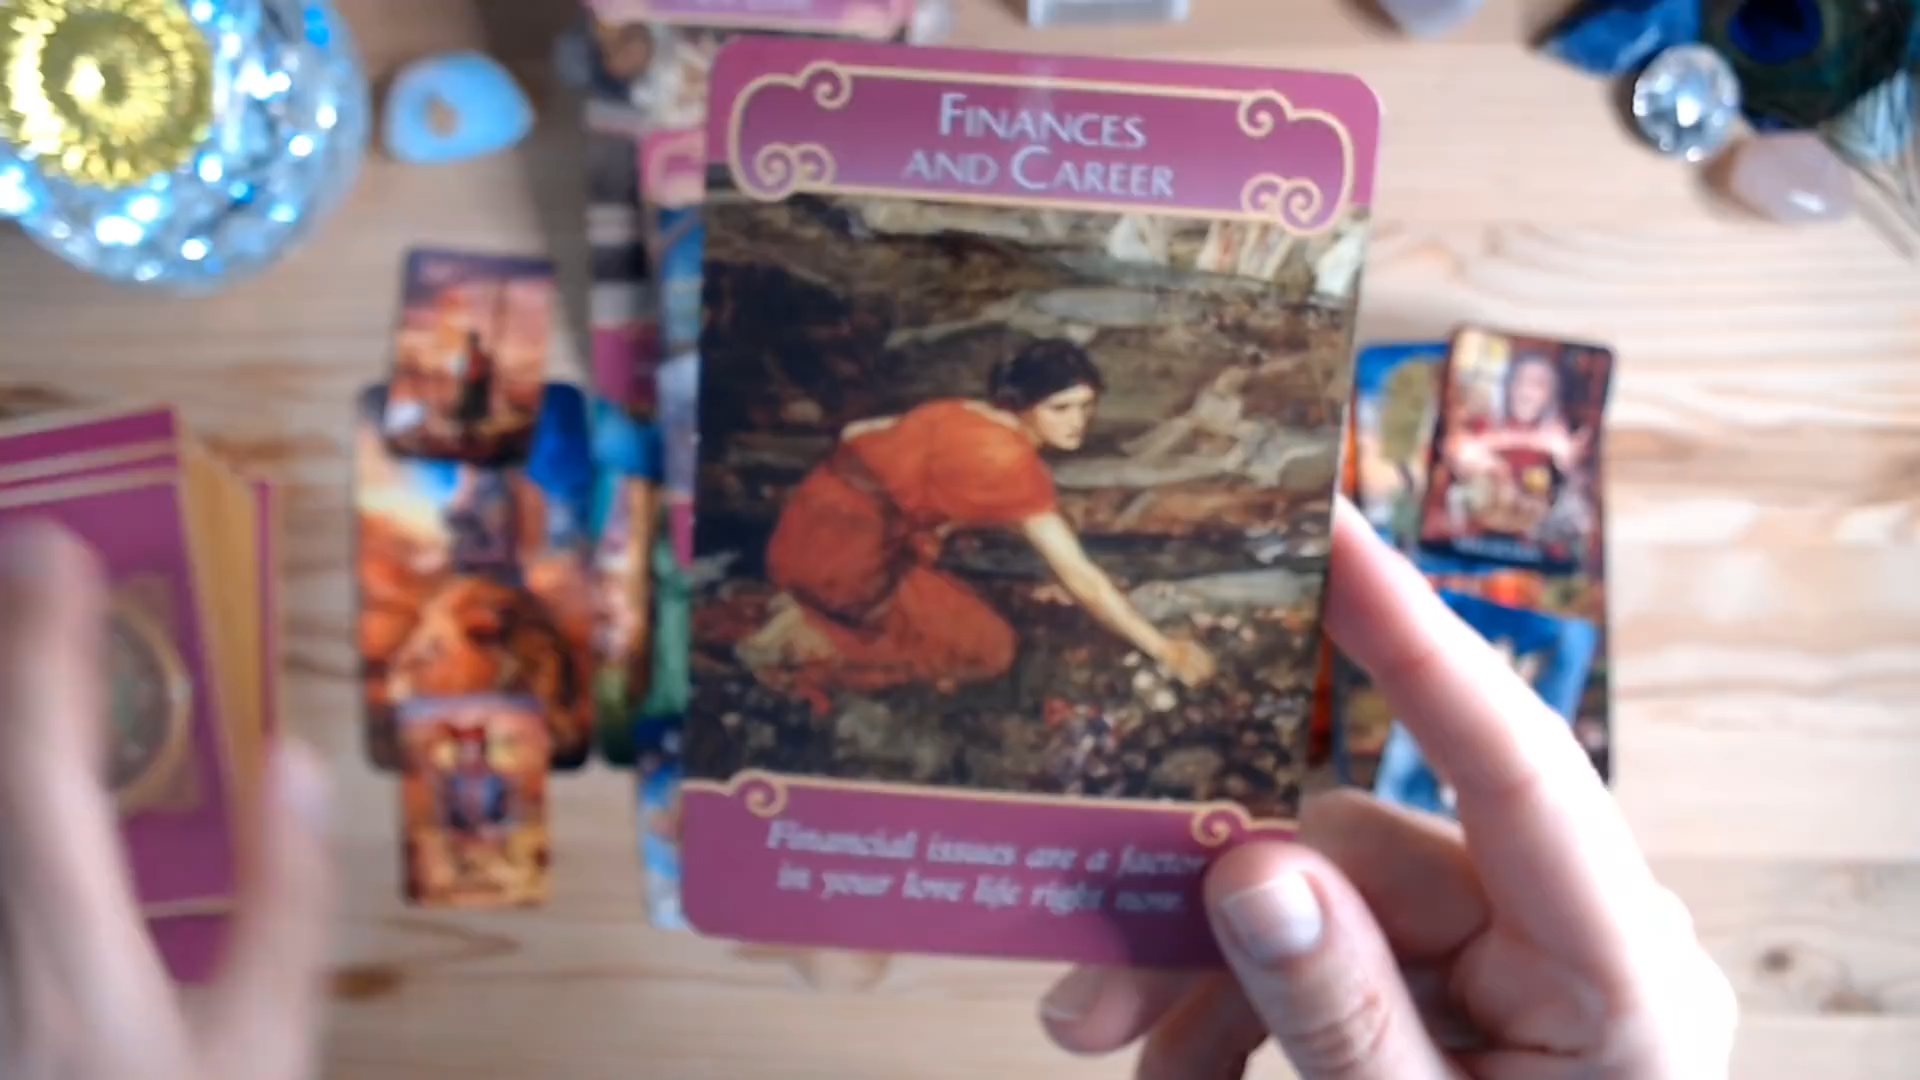 FINANCES
AND CAREER
Financial issues are a factor
in your love life right now.